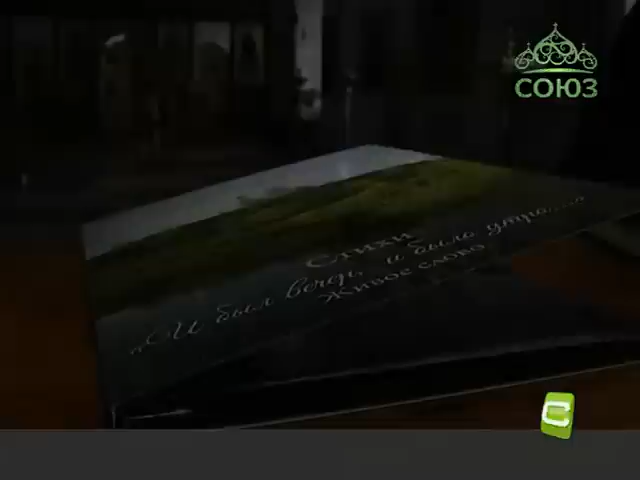 СОЮЗ
Стихи
„И был вечер, и было утро..."
Живое слово
С